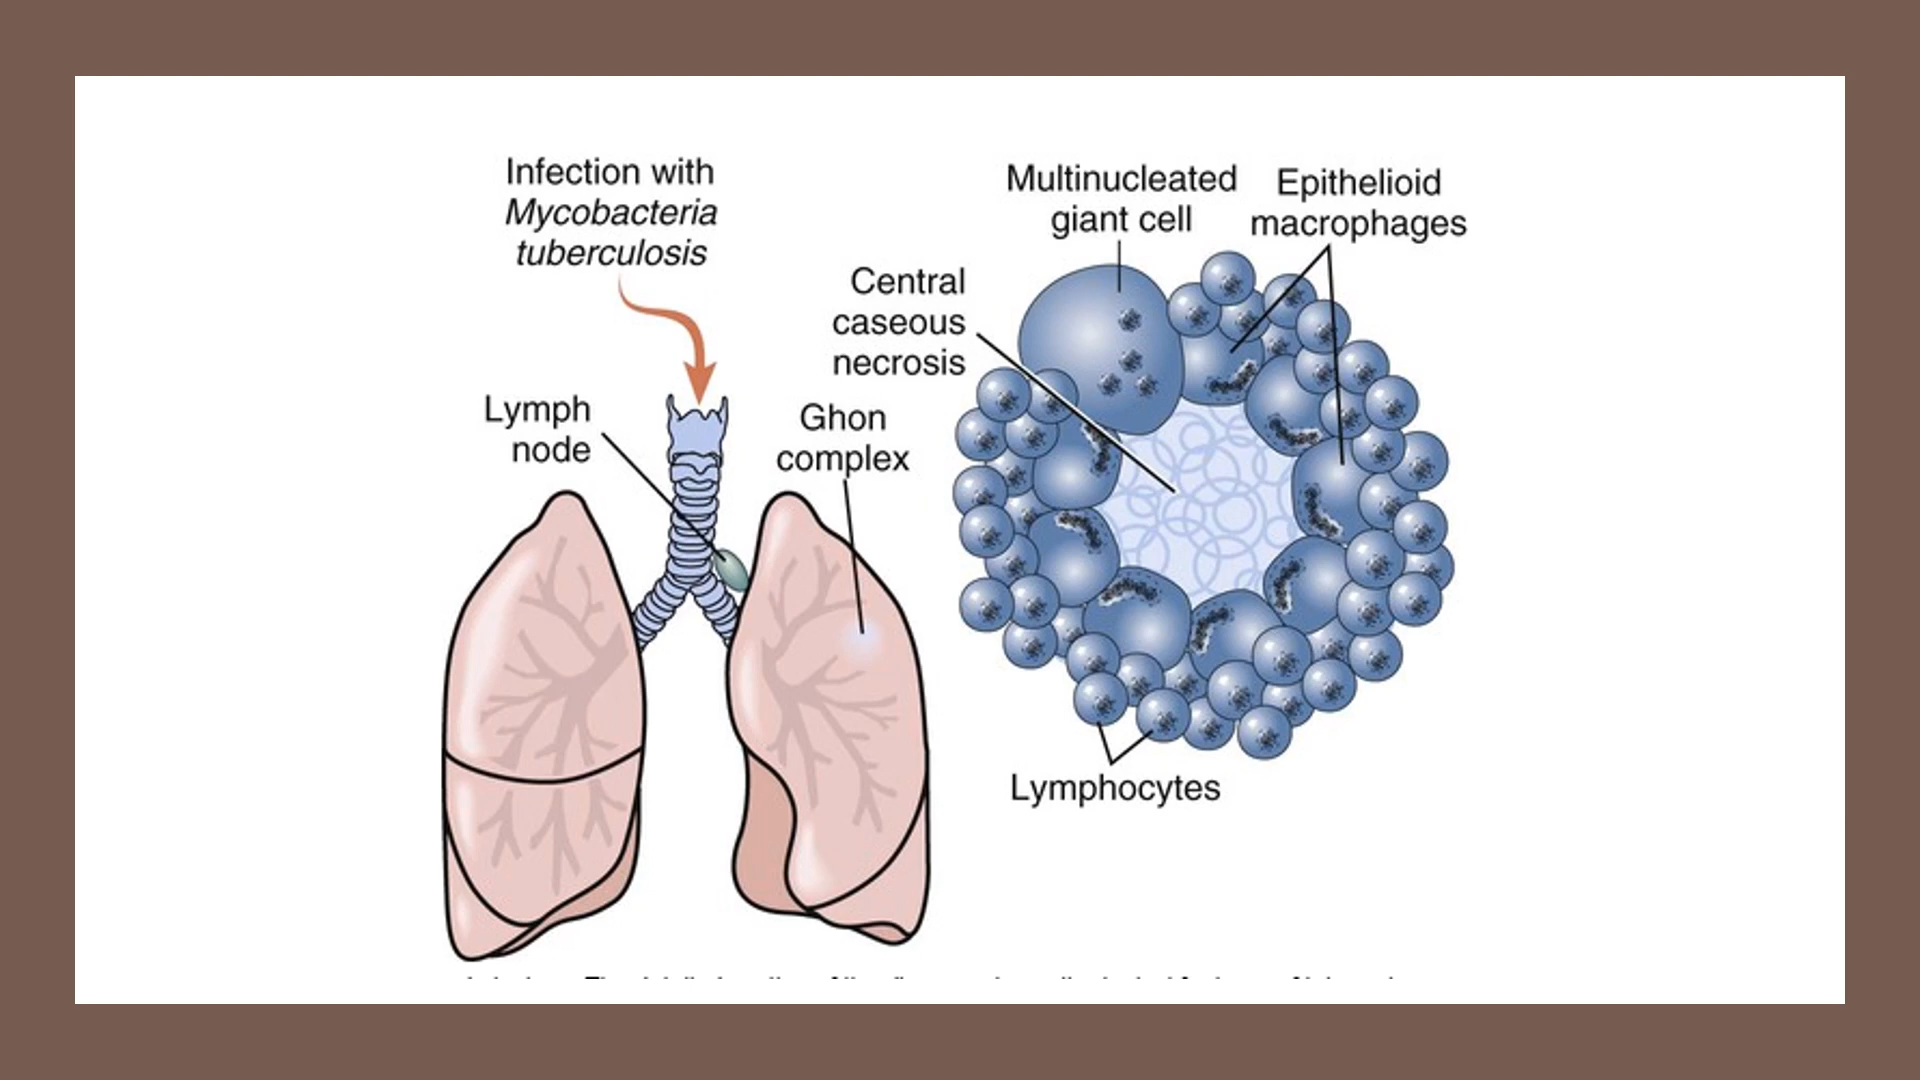 Infection with
Mycobacteria
tuberculosis
Multinucleated
giant cell
Epithelioid
macrophages
Central
caseous
necrosis
Lymph
node
Ghon
complex
Lymphocytes